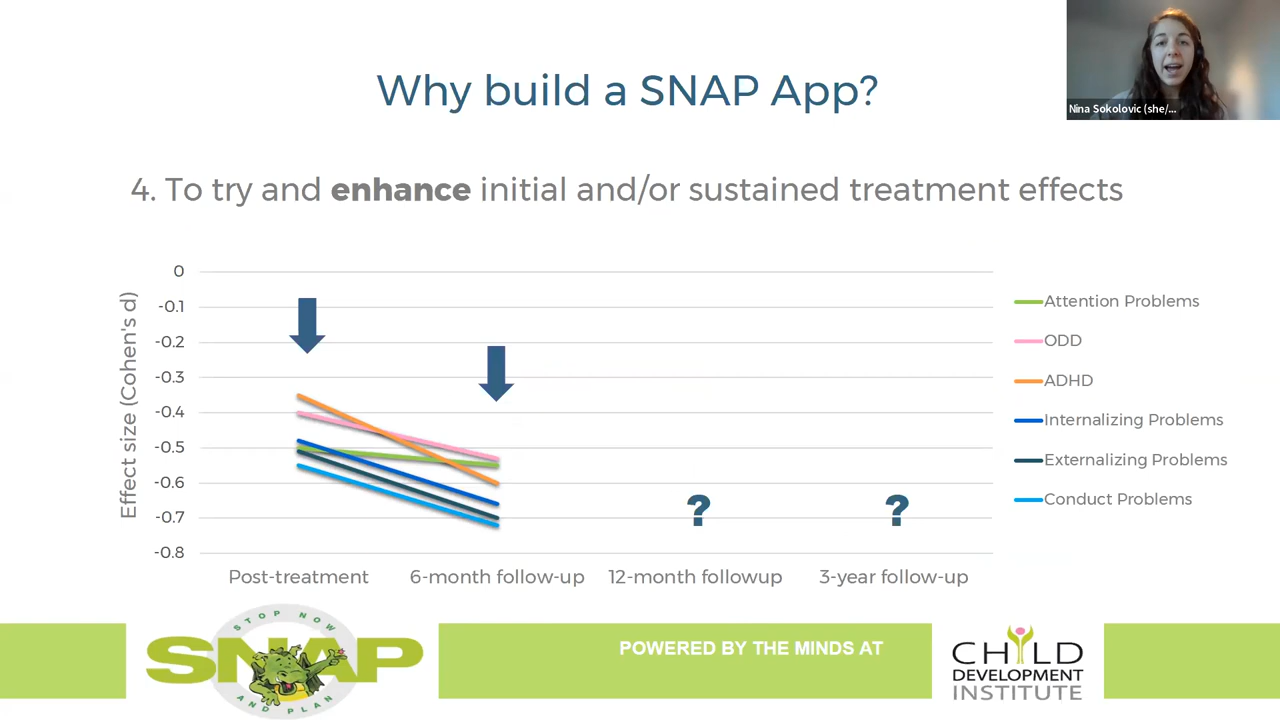 Why build a SNAP App?
Nina Sokolovic (she/...
4. To try and enhance initial and/or sustained treatment effects
Effect size (Cohen's d)
0
-0.1
-0.2
-0.3
-0.4
-0.5
-0.6
-0.7
-0.8
? ?
Post-treatment 6-month follow-up 12-month followup 3-year follow-up
Attention Problems
ODD
ADHD
Internalizing Problems
Externalizing Problems
Conduct Problems
STOP NOW
SNAP
AND PLAN
POWERED BY THE MINDS AT
CHILD
DEVELOPMENT
INSTITUTE